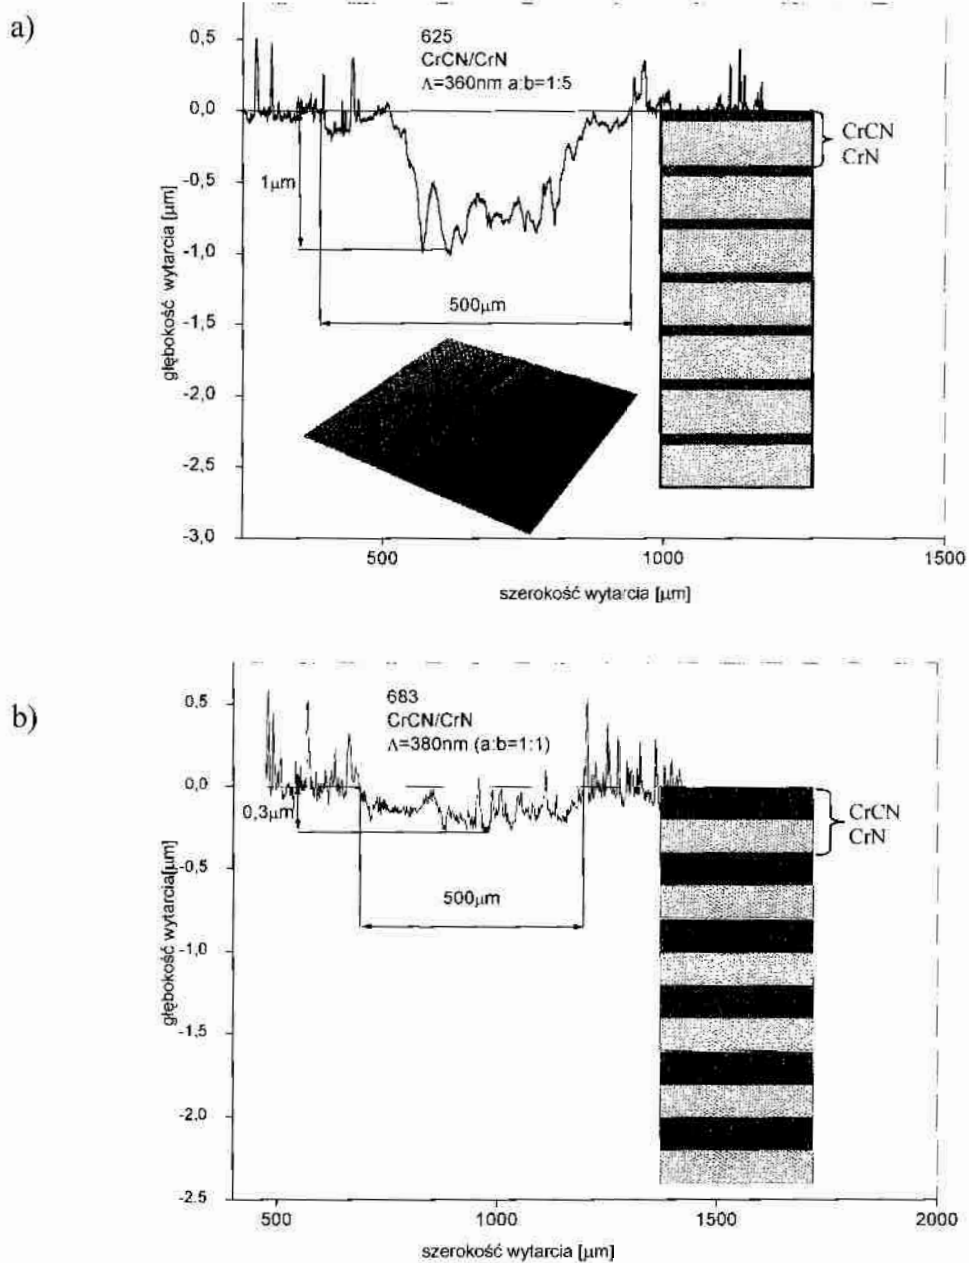 a)
625
CrCN/CrN
Λ=360nm a:b=1:5
0,5
0,0
-0,5
-1,0
-1,5
-2,0
-2,5
-3,0
głębokość wytarcia [μm]
1μm
500μm
CrCN
CrN
500
1000
1500
szerokość wytarcia [μm]
b)
683
CrCN/CrN
Λ=380nm (a:b=1:1)
0,5
0,0
-0,5
-1,0
-1,5
-2,0
-2.5
głębokość wytarcia[μm]
0,3μm
500μm
CrCN
CrN
500
1000
1500
2000
szerokość wytarcia [μm]